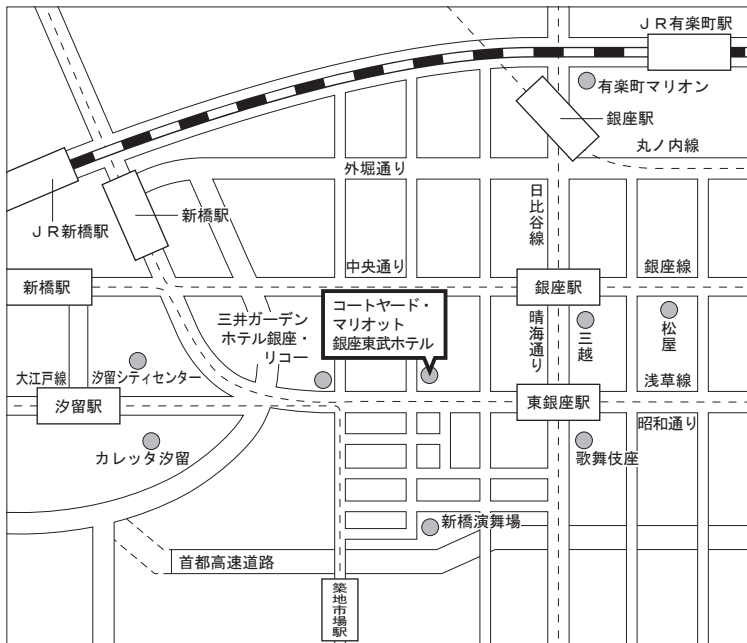 ＪＲ有楽町駅
有楽町マリオン
銀座駅
丸ノ内線
外堀通り
日比谷線
新橋駅
ＪＲ新橋駅
中央通り
銀座線
新橋駅
銀座駅
コートヤード・
マリオット
銀座東武ホテル
三井ガーデン
ホテル銀座・
リコー
晴海通り
三越
松屋
大江戸線
汐留シティセンター
浅草線
汐留駅
東銀座駅
昭和通り
カレッタ汐留
歌舞伎座
新橋演舞場
首都高速道路
築地市場駅